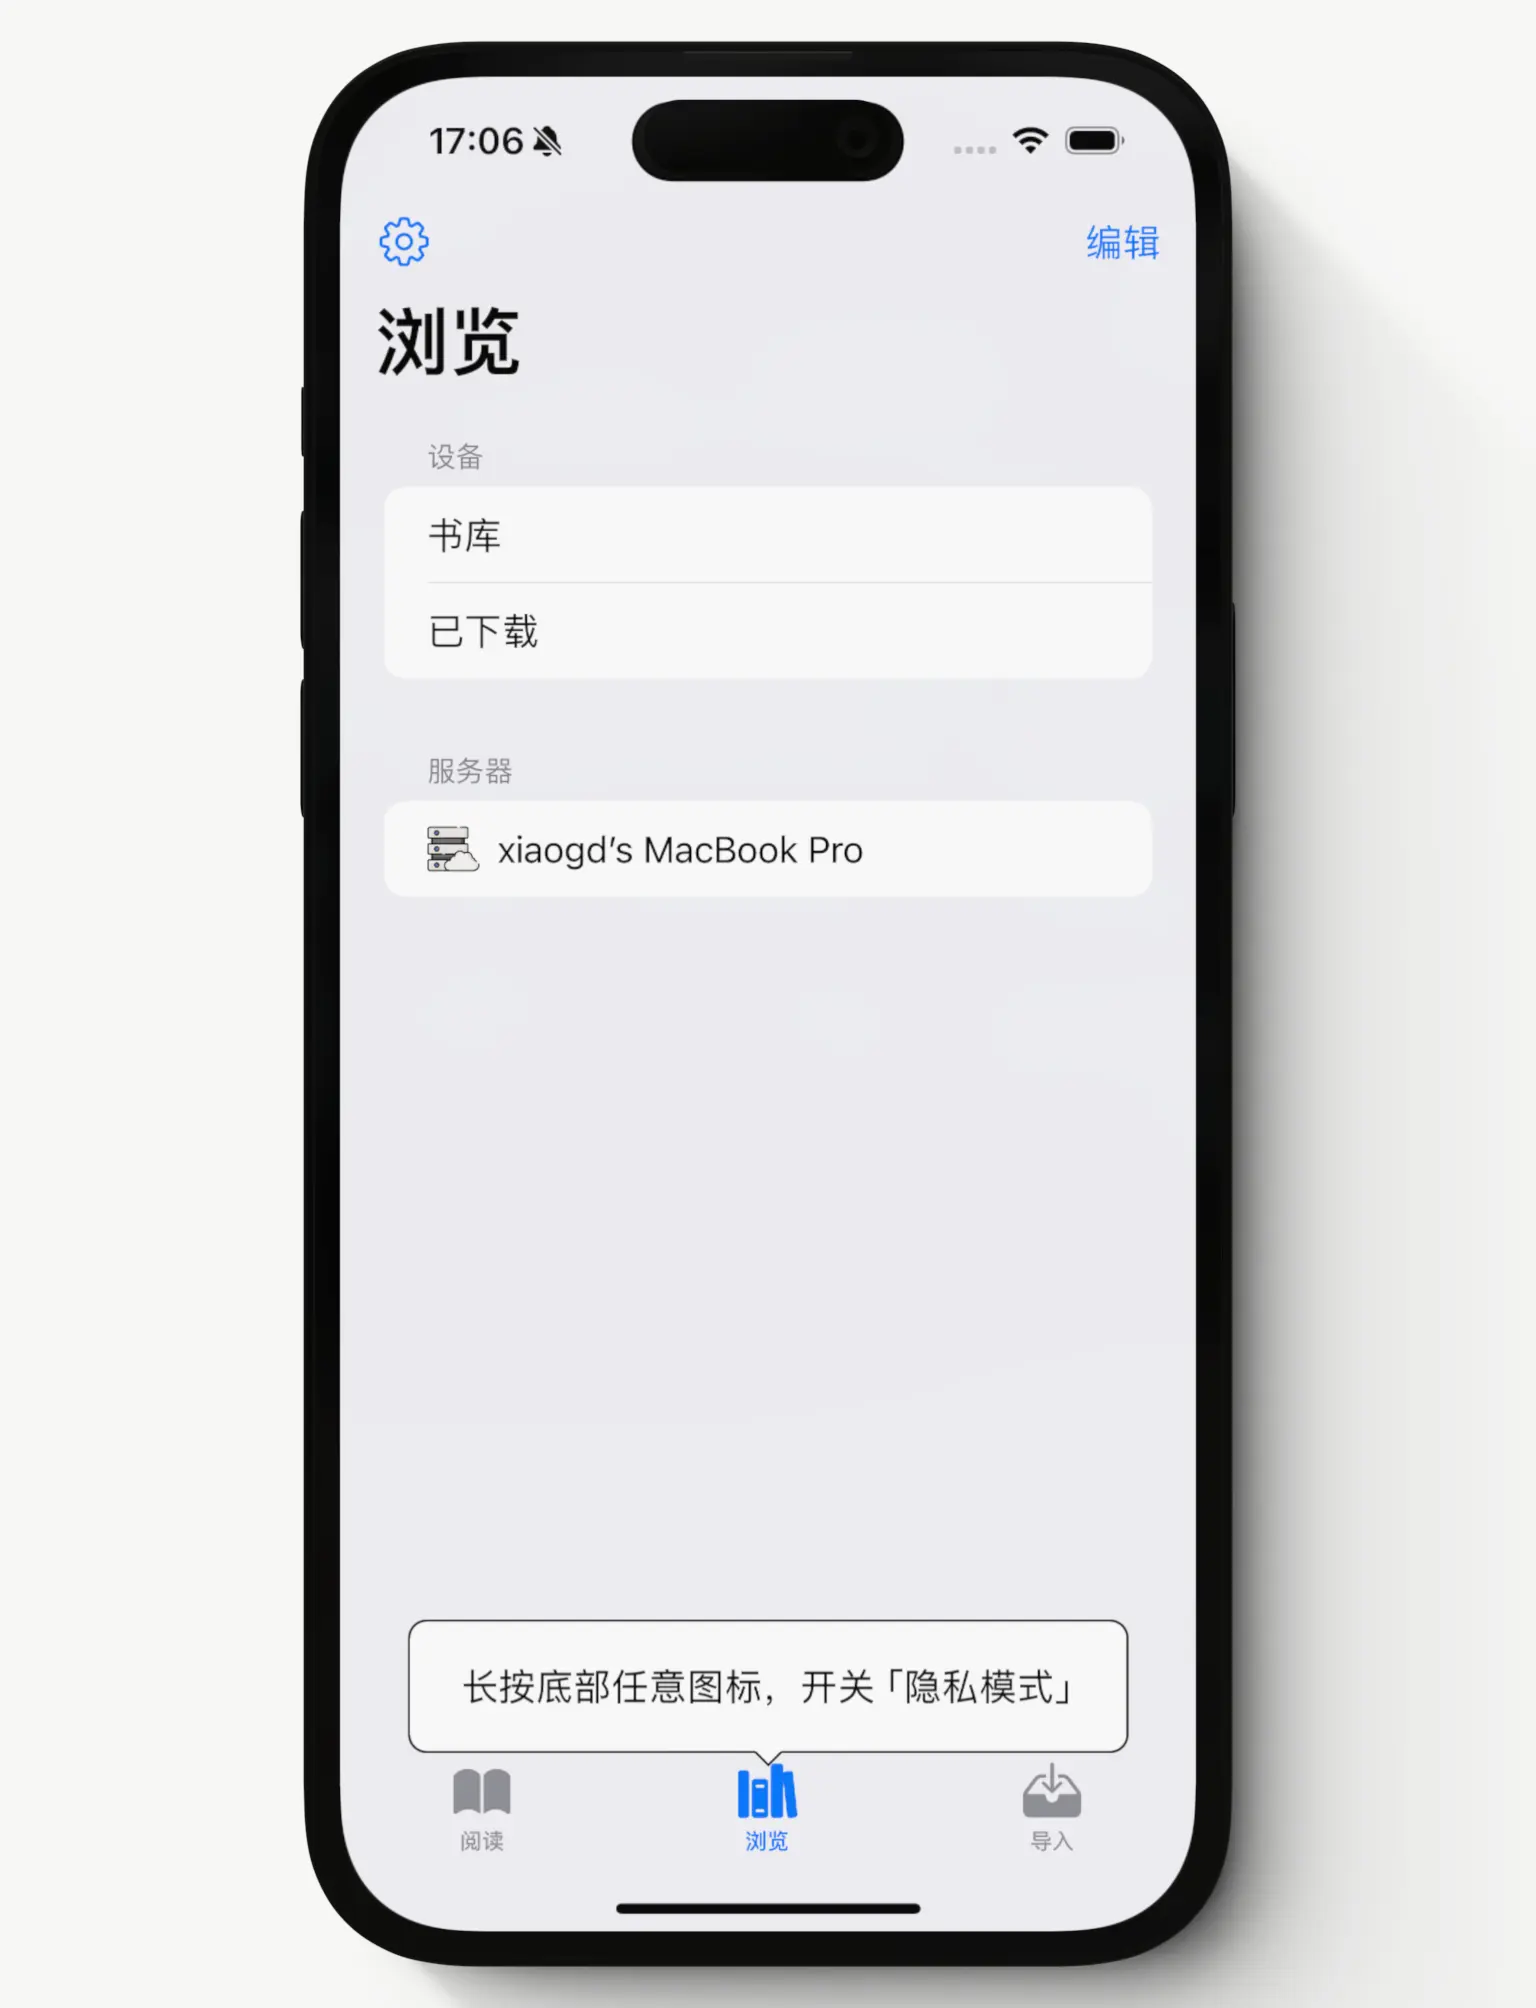 17:06
编辑
浏览
设备
书库
已下载
服务器
xiaogd’s MacBook Pro
长按底部任意图标，开关「隐私模式」
阅读
浏览
导入